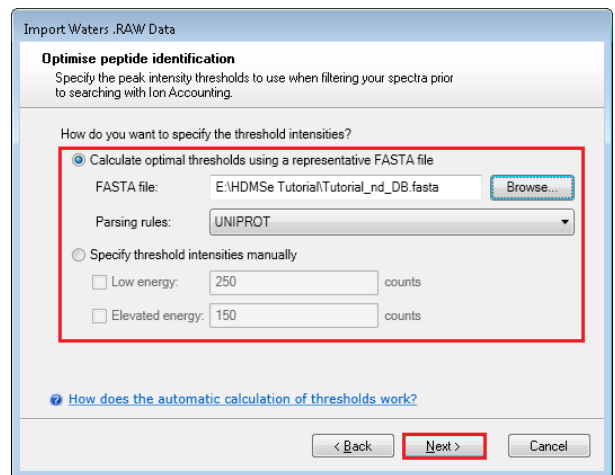 Import Waters .RAW Data
Optimise peptide identification
Specify the peak intensity thresholds to use when filtering your spectra prior
to searching with Ion Accounting.
How do you want to specify the threshold intensities?
Calculate optimal thresholds using a representative FASTA file
FASTA file: E:\HDMSe Tutorial\Tutorial_nd_DB.fasta Browse...
Parsing rules: UNIPROT
Specify threshold intensities manually
Low energy: 250 counts
Elevated energy: 150 counts
How does the automatic calculation of thresholds work?
< Back Next > Cancel